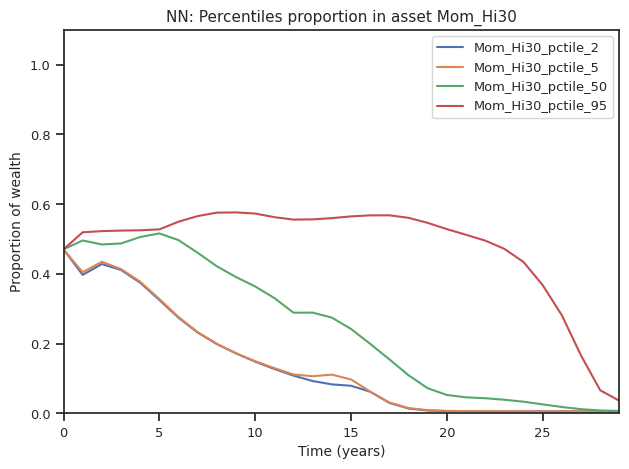 NN: Percentiles proportion in asset Mom_Hi30
Mom_Hi30_pctile_2
Mom_Hi30_pctile_5
Mom_Hi30_pctile_50
Mom_Hi30_pctile_95
Proportion of wealth
1.0
0.8
0.6
0.4
0.2
0.0
0 5 10 15 20 25
Time (years)